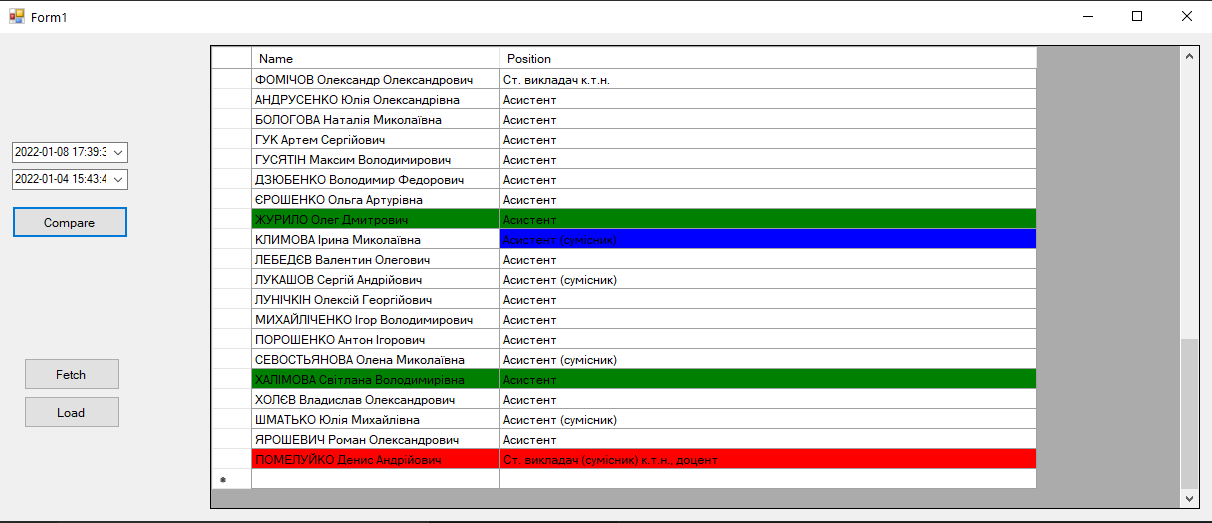 Form1
Name Position
ФОМІЧОВ Олександр Олександрович Ст. викладач к.т.н.
АНДРУСЕНКО Юлія Олександрівна Асистент
БОЛОГОВА Наталія Миколаївна Асистент
ГУК Артем Сергійович Асистент
2022-01-08 17:39:3
ГУСЯТІН Максим Володимирович Асистент
2022-01-04 15:43:4
ДЗЮБЕНКО Володимир Федорович Асистент
ЄРОШЕНКО Ольга Артурівна Асистент
Compare
ЖУРИЛО Олег Дмитрович Асистент
КЛИМОВА Ірина Миколаївна Асистент (сумісник)
ЛЕБЕДЄВ Валентин Олегович Асистент
ЛУКАШОВ Сергій Андрійович Асистент (сумісник)
ЛУНІЧКІН Олексій Георгійович Асистент
МИХАЙЛІЧЕНКО Ігор Володимирович Асистент
ПОРОШЕНКО Антон Ігорович Асистент
СЕВОСТЬЯНОВА Олена Миколаївна Асистент (сумісник)
Fetch
ХАЛІМОВА Світлана Володимирівна Асистент
ХОЛЄВ Владислав Олександрович Асистент
Load
ШМАТЬКО Юлія Михайлівна Асистент (сумісник)
ЯРОШЕВИЧ Роман Олександрович Асистент
ПОМЕЛУЙКО Денис Андрійович Ст. викладач (сумісник) к.т.н., доцент